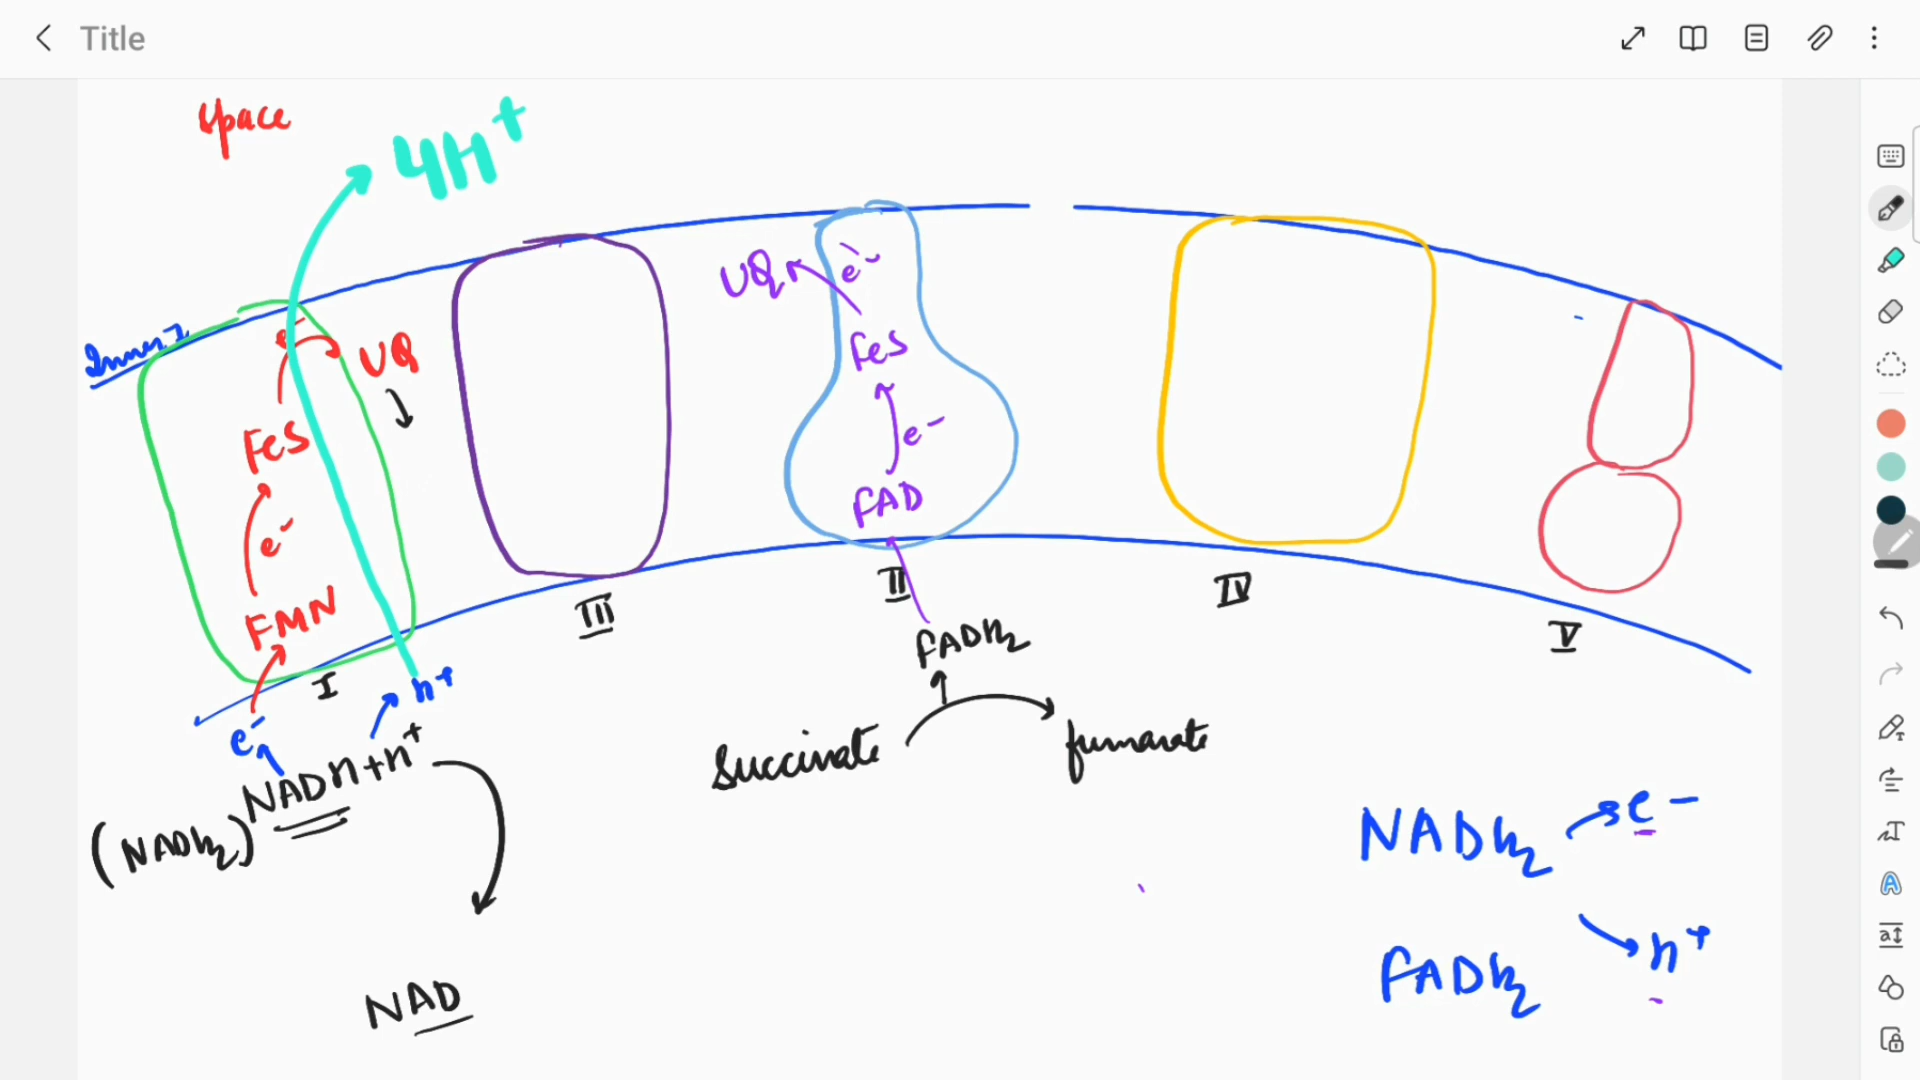 Title
Space
4H+
Inner
e-
UQ
FeS
e-
FMN
I
e-
H+
NADH+H+
(NADH2)
NAD
III
UQ
e-
FeS
e-
FAD
II
FADH2
Succinate
fumarate
IV
V
NADH2
e-
H+
FADH2